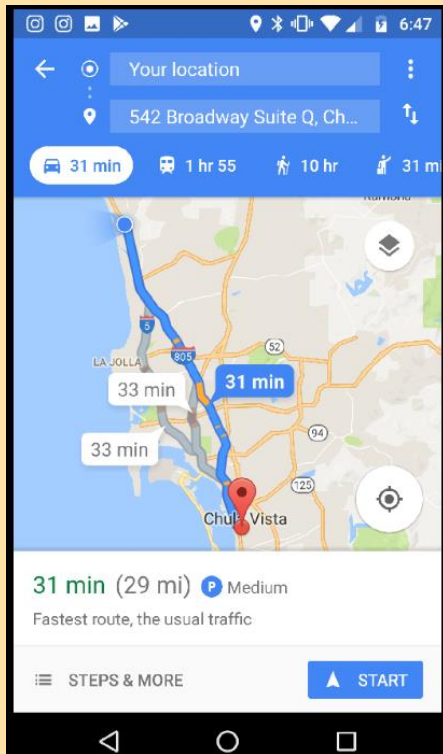 6:47
Your location
542 Broadway Suite Q, Ch...
31 min
1 hr 55
10 hr
31 m
5
LA JOLLA
805
52
33 min
31 min
33 min
94
125
Chula Vista
31 min (29 mi) P Medium
Fastest route, the usual traffic
STEPS & MORE
START